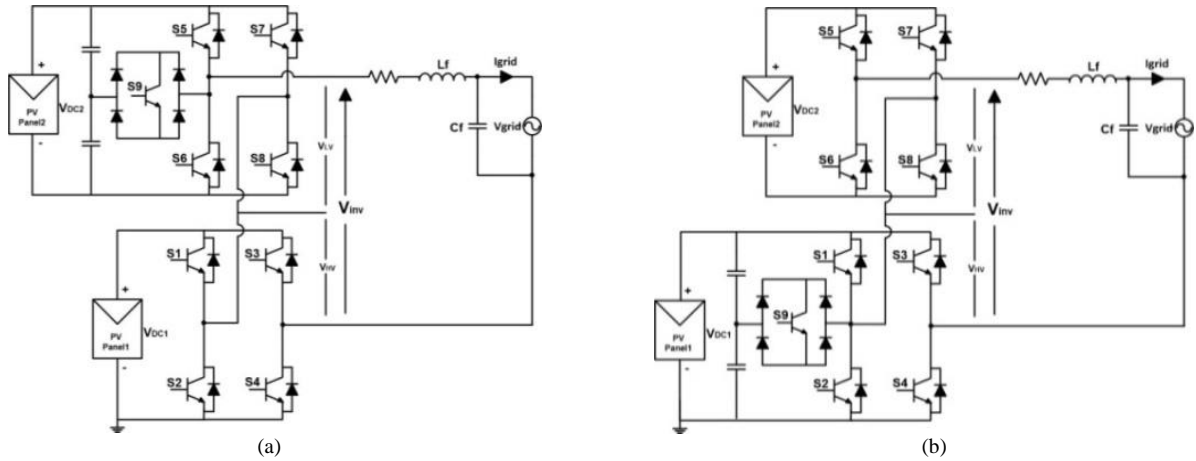 S5
S7
Lf
Igrid
+
S9
PV
Panel2
VDC2
Cf
Vgrid
-
S6
S8
VLV
Vinv
S1
S3
VHV
+
PV
Panel1
VDC1
S2
S4
-
(a)
S5
S7
Lf
Igrid
+
PV
Panel2
VDC2
Cf
Vgrid
-
S6
S8
VLV
Vinv
S1
S3
VHV
+
S9
PV
Panel1
VDC1
S2
S4
-
(b)